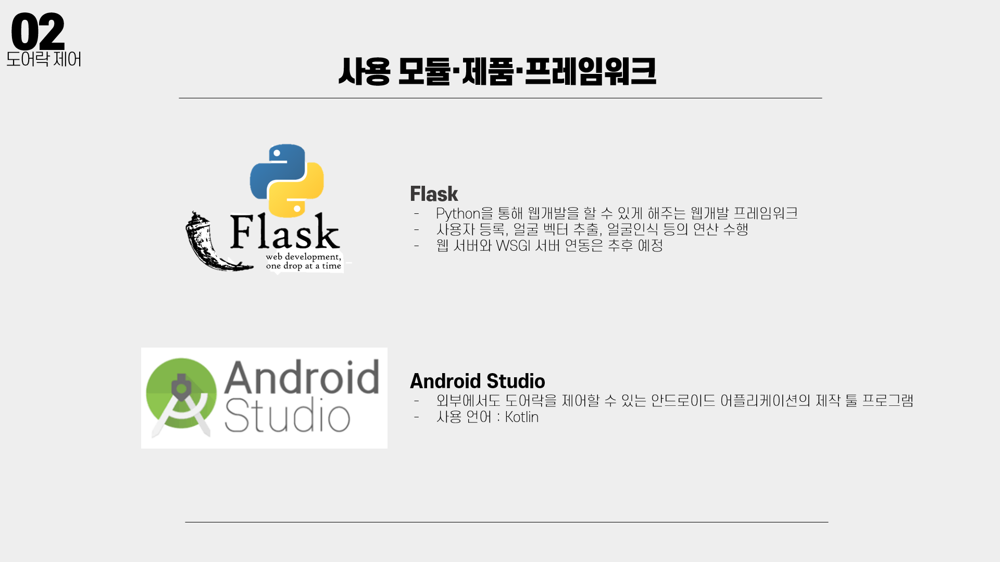 02
도어락 제어
사용 모듈·제품·프레임워크
Flask
web development,
one drop at a time
Flask
- Python을 통해 웹개발을 할 수 있게 해주는 웹개발 프레임워크
- 사용자 등록, 얼굴 벡터 추출, 얼굴인식 등의 연산 수행
- 웹 서버와 WSGI 서버 연동은 추후 예정
Android
Studio
Android Studio
- 외부에서도 도어락을 제어할 수 있는 안드로이드 어플리케이션의 제작 툴 프로그램
- 사용 언어 : Kotlin